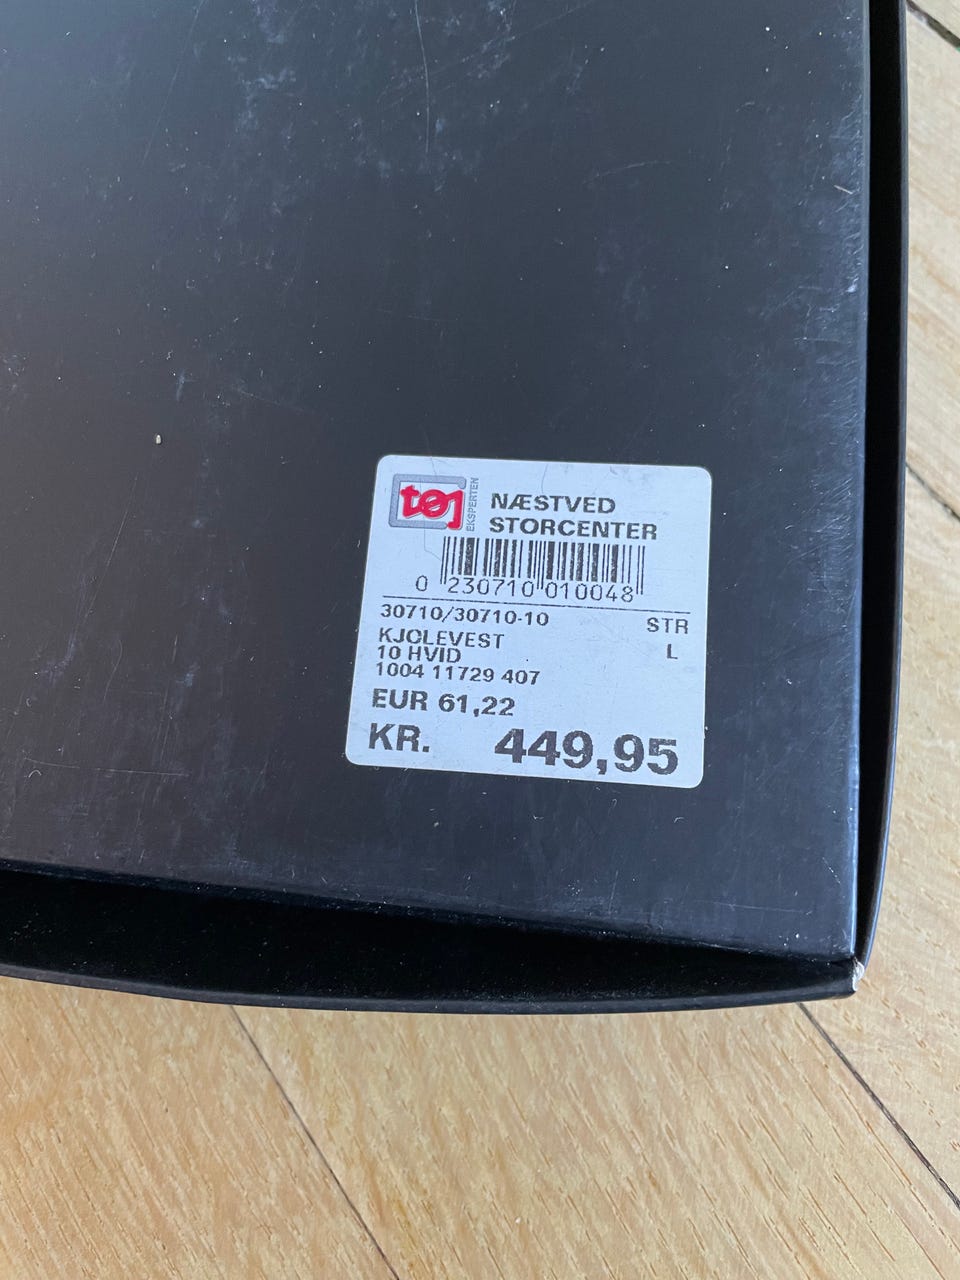 tøj
EKSPERTEN
NÆSTVED
STORCENTER
0 230710 010048
30710/30710-10
STR
KJOLEVEST
L
10 HVID
1004 11729 407
EUR 61,22
KR. 449,95